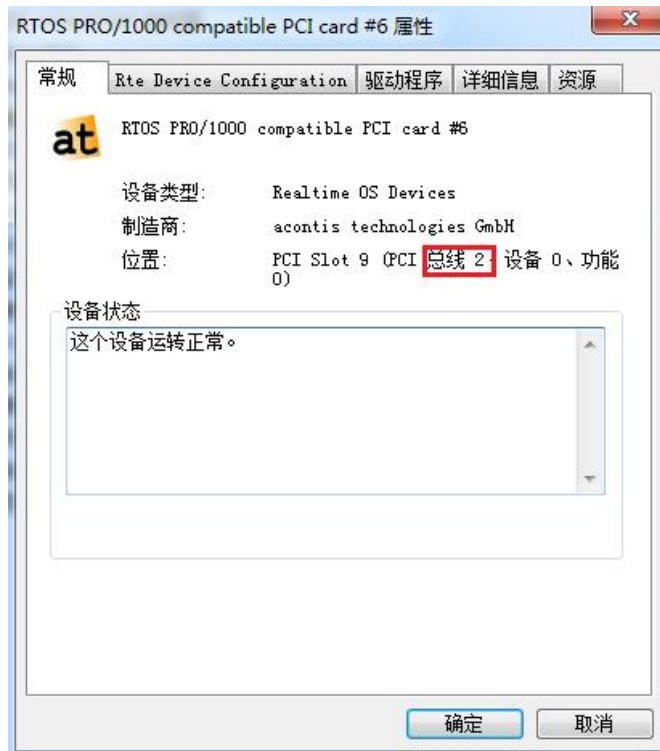 RTOS PRO/1000 compatible PCI card #6 属性
常规
Rte Device Configuration
驱动程序
详细信息
资源
at
RTOS PRO/1000 compatible PCI card #6
设备类型:
Realtime OS Devices
制造商:
acontis technologies GmbH
位置:
PCI Slot 9 (PCI 总线 2、设备 0、功能
0)
设备状态
这个设备运转正常。
确定
取消